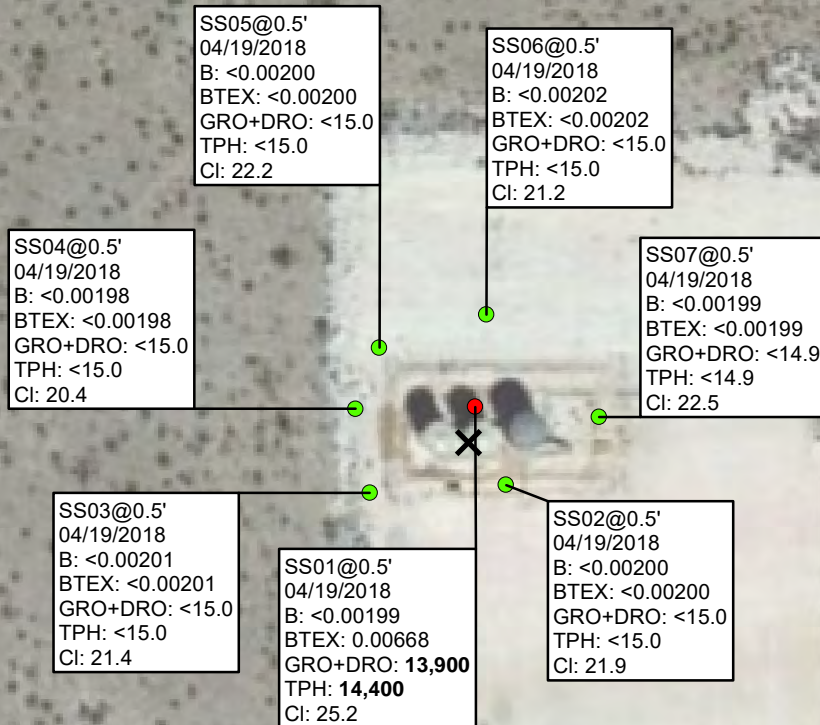 SS05@0.5'
04/19/2018
B: <0.00200
BTEX: <0.00200
GRO+DRO: <15.0
TPH: <15.0
Cl: 22.2
SS06@0.5'
04/19/2018
B: <0.00202
BTEX: <0.00202
GRO+DRO: <15.0
TPH: <15.0
Cl: 21.2
SS04@0.5'
04/19/2018
B: <0.00198
BTEX: <0.00198
GRO+DRO: <15.0
TPH: <15.0
Cl: 20.4
SS07@0.5'
04/19/2018
B: <0.00199
BTEX: <0.00199
GRO+DRO: <14.9
TPH: <14.9
Cl: 22.5
SS03@0.5'
04/19/2018
B: <0.00201
BTEX: <0.00201
GRO+DRO: <15.0
TPH: <15.0
Cl: 21.4
SS01@0.5'
04/19/2018
B: <0.00199
BTEX: 0.00668
GRO+DRO: 13,900
TPH: 14,400
Cl: 25.2
SS02@0.5'
04/19/2018
B: <0.00200
BTEX: <0.00200
GRO+DRO: <15.0
TPH: <15.0
Cl: 21.9